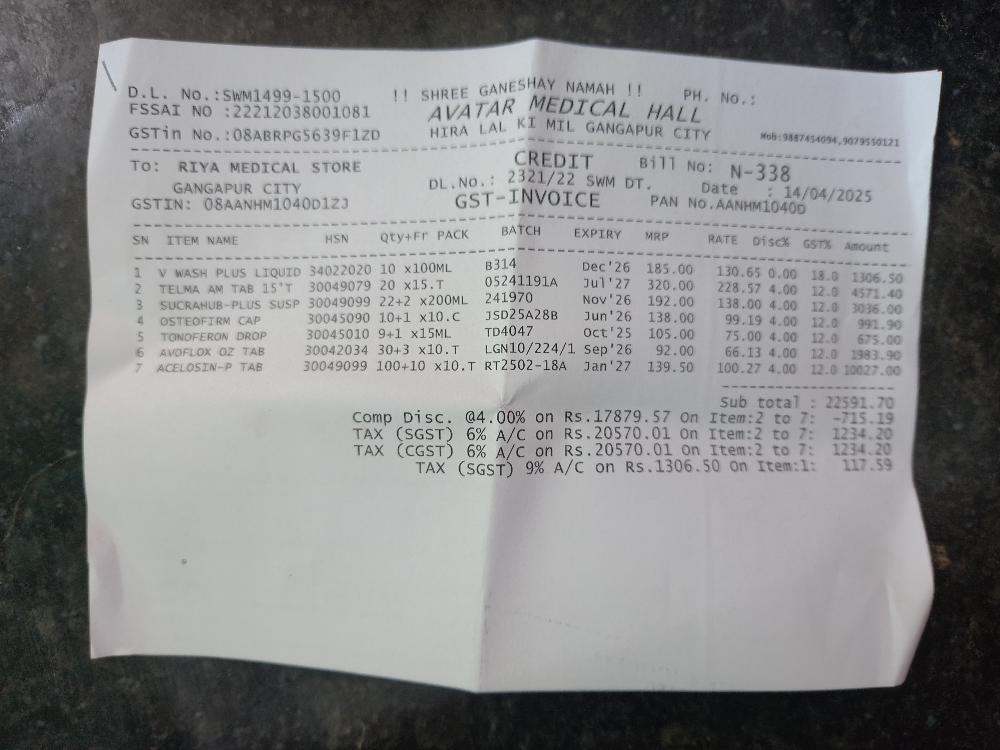 !! SHREE GANESHAY NAMAH !! PH. No.:
D.L. No.:SWM1499-1500 AVATAR MEDICAL HALL
FSSAI NO :22212038001081
GSTin No.:08ABRPG5639F1ZD HIRA LAL KI MIL GANGAPUR CITY Mob:9887454094,9079550121
To: RIYA MEDICAL STORE CREDIT Bill No: N-338
GANGAPUR CITY DL.No.: 2321/22 SWM DT. Date : 14/04/2025
GSTIN: 08AANHM1040D1ZJ GST-INVOICE PAN No.AANHM1040D
SN ITEM NAME HSN Qty+Fr PACK BATCH EXPIRY MRP RATE Disc% GST% Amount
1 V WASH PLUS LIQUID 34022020 10 x100ML B314 Dec'26 185.00 130.65 0.00 18.0 1306.50
2 TELMA AM TAB 15'T 30049079 20 x15.T 05241191A Jul'27 320.00 228.57 4.00 12.0 4571.40
3 SUCRAHUB-PLUS SUSP 30049099 22+2 x200ML 241970 Nov'26 192.00 138.00 4.00 12.0 3036.00
4 OSTEOFIRM CAP 30045090 10+1 x10.C JSD25A28B Jun'26 138.00 99.19 4.00 12.0 991.90
5 TONOFERON DROP 30045010 9+1 x15ML TD4047 Oct'25 105.00 75.00 4.00 12.0 675.00
6 AVOFLOX OZ TAB 30042034 30+3 x10.T LGN10/224/1 Sep'26 92.00 66.13 4.00 12.0 1983.90
7 ACELOSIN-P TAB 30049099 100+10 x10.T RT2502-18A Jan'27 139.50 100.27 4.00 12.0 10027.00
Sub total : 22591.70
Comp Disc. @4.00% on Rs.17879.57 On Item:2 to 7: -715.19
TAX (SGST) 6% A/C on Rs.20570.01 On Item:2 to 7: 1234.20
TAX (CGST) 6% A/C on Rs.20570.01 On Item:2 to 7: 1234.20
TAX (SGST) 9% A/C on Rs.1306.50 On Item:1: 117.59